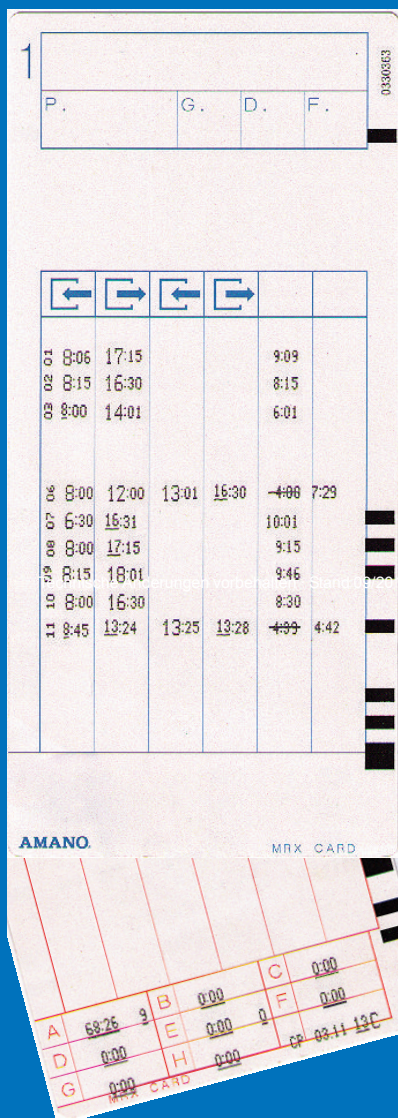 1
0330363
P. G. D. F.
01 8:06 17:15 9:09
02 8:15 16:30 8:15
03 8:00 14:01 6:01
06 8:00 12:00 13:01 16:30 4:00 7:29
07 6:30 16:31 10:01
08 8:00 17:15 9:15
09 8:15 18:01 9:46
Änderungen vorbehalten. Stand
10 8:00 16:30 8:30
11 8:45 13:24 13:25 13:28 4:39 4:42
AMANO.
MRX CARD
A 68:26 9 B 0:00 C 0:00
D 0:00 E 0:00 0 F 0:00
G 0:00 H 0:00 CP 03.11 13C
MRX CARD